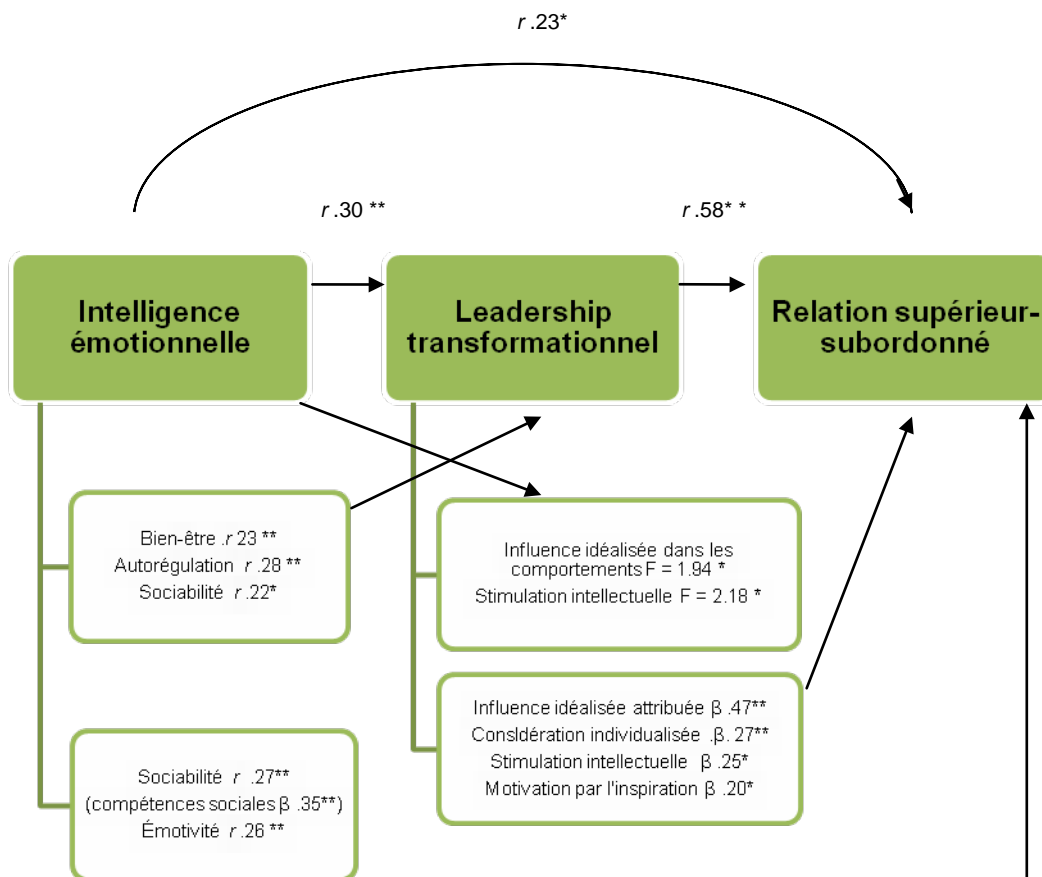 r .23*
r .30 **
r .58* *
Intelligence
émotionnelle
Leadership
transformationnel
Relation supérieur-
subordonné
Bien-être .r 23 **
Autorégulation r .28 **
Sociabilité r .22*
Influence idéalisée dans les
comportements F = 1.94 *
Stimulation intellectuelle F = 2.18 *
Influence idéalisée attribuée β .47**
Considération individualisée .β. 27**
Stimulation intellectuelle β .25*
Motivation par l'inspiration β .20*
Sociabilité r .27**
(compétences sociales β .35**)
Émotivité r .26 **